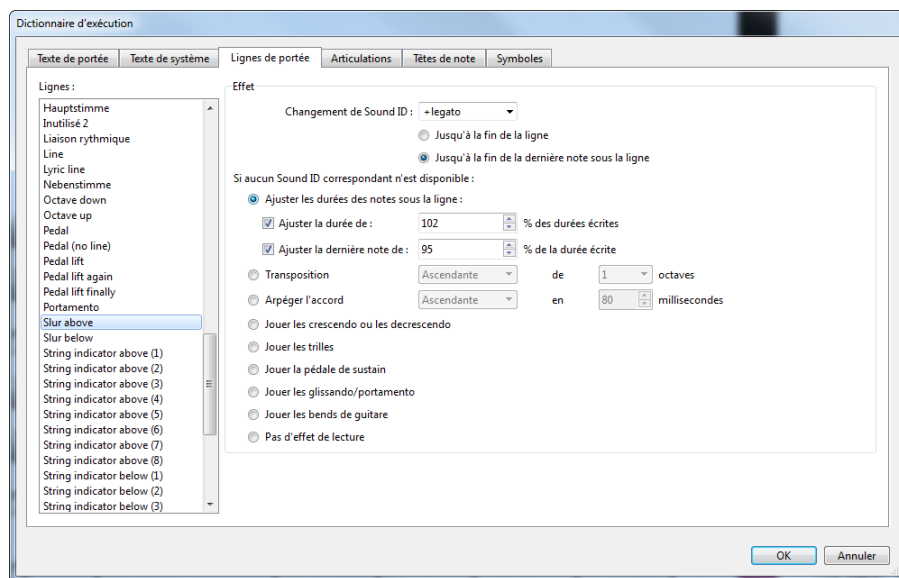 Dictionnaire d'exécution
Texte de portée Texte de système Lignes de portée Articulations Têtes de note Symboles
Lignes :
Hauptstimme
Inutilisé 2
Liaison rythmique
Line
Lyric line
Nebenstimme
Octave down
Octave up
Pedal
Pedal (no line)
Pedal lift
Pedal lift again
Pedal lift finally
Portamento
Slur above
Slur below
String indicator above (1)
String indicator above (2)
String indicator above (3)
String indicator above (4)
String indicator above (5)
String indicator above (6)
String indicator above (7)
String indicator above (8)
String indicator below (1)
String indicator below (2)
String indicator below (3)
Effet
Changement de Sound ID : +legato
Jusqu'à la fin de la ligne
Jusqu'à la fin de la dernière note sous la ligne
Si aucun Sound ID correspondant n'est disponible :
Ajuster les durées des notes sous la ligne :
Ajuster la durée de : 102 % des durées écrites
Ajuster la dernière note de : 95 % de la durée écrite
Transposition Ascendante de 1 octaves
Arpéger l'accord Ascendante en 80 millisecondes
Jouer les crescendo ou les decrescendo
Jouer les trilles
Jouer la pédale de sustain
Jouer les glissando/portamento
Jouer les bends de guitare
Pas d'effet de lecture
OK Annuler